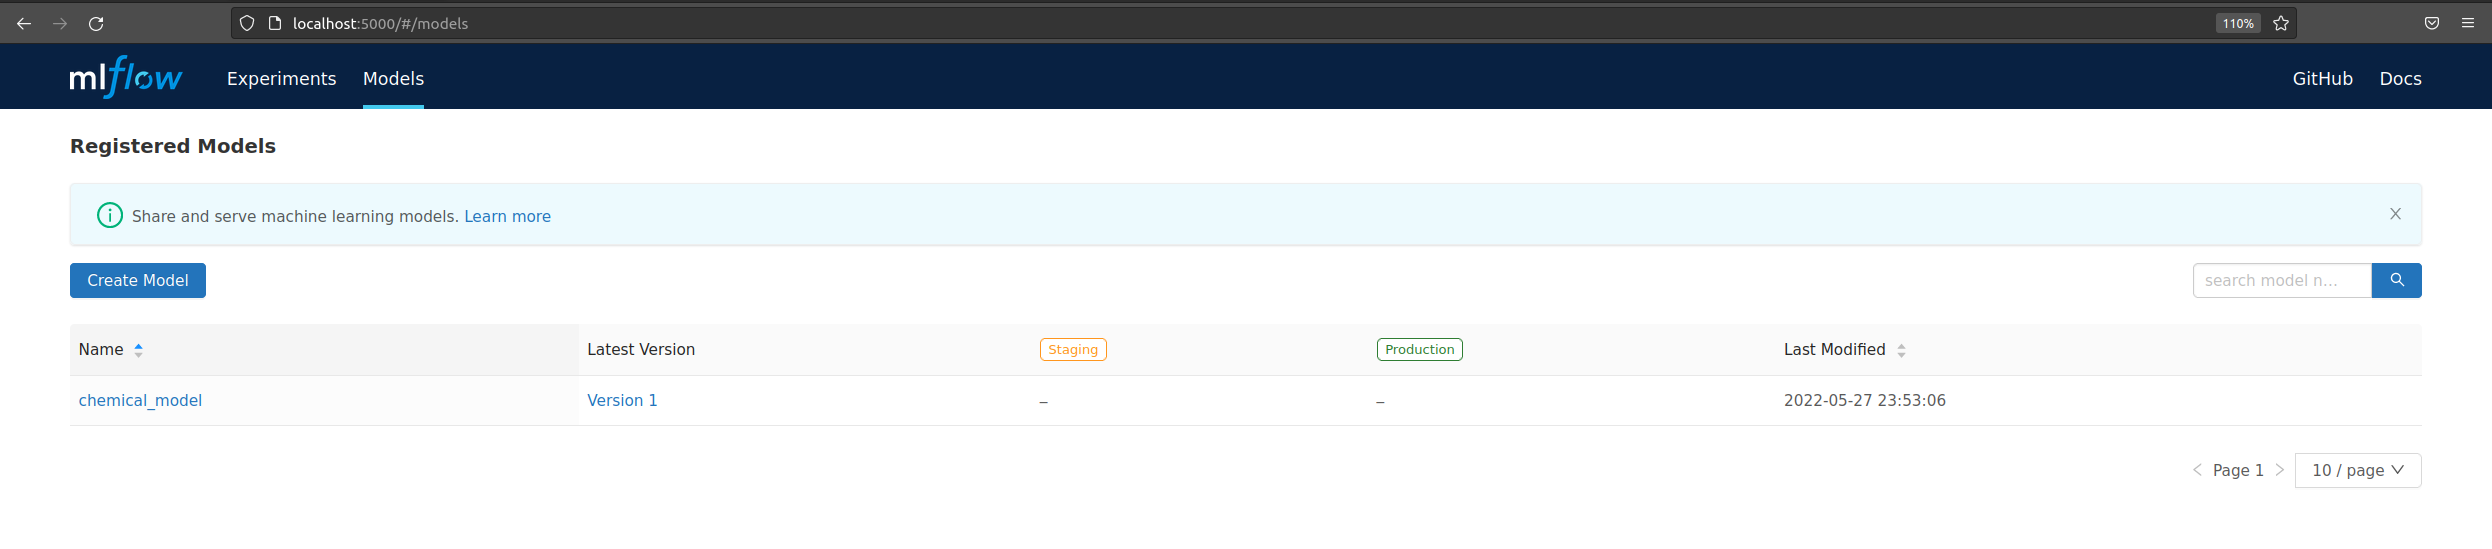 localhost:5000/#/models 110%
mlflow Experiments Models GitHub Docs
Registered Models
Share and serve machine learning models. Learn more
Create Model search model n...
Name Latest Version Staging Production Last Modified
chemical_model Version 1 – – 2022-05-27 23:53:06
Page 1 10 / page